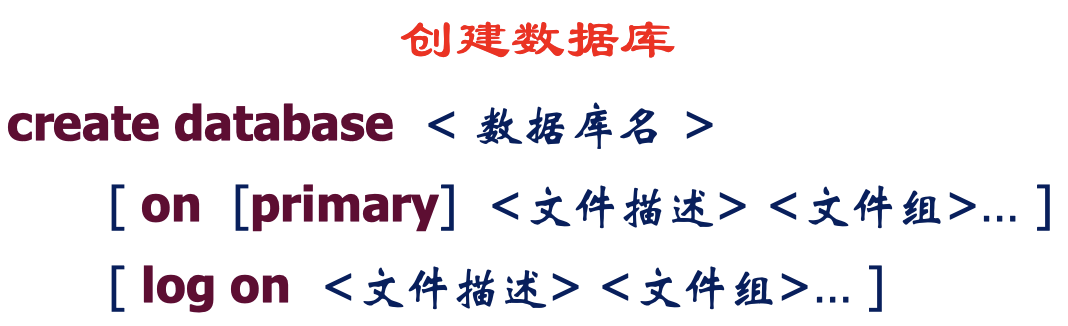 创建数据库
create database < 数据库名 >
[ on [primary] <文件描述> <文件组>... ]
[ log on <文件描述> <文件组>... ]